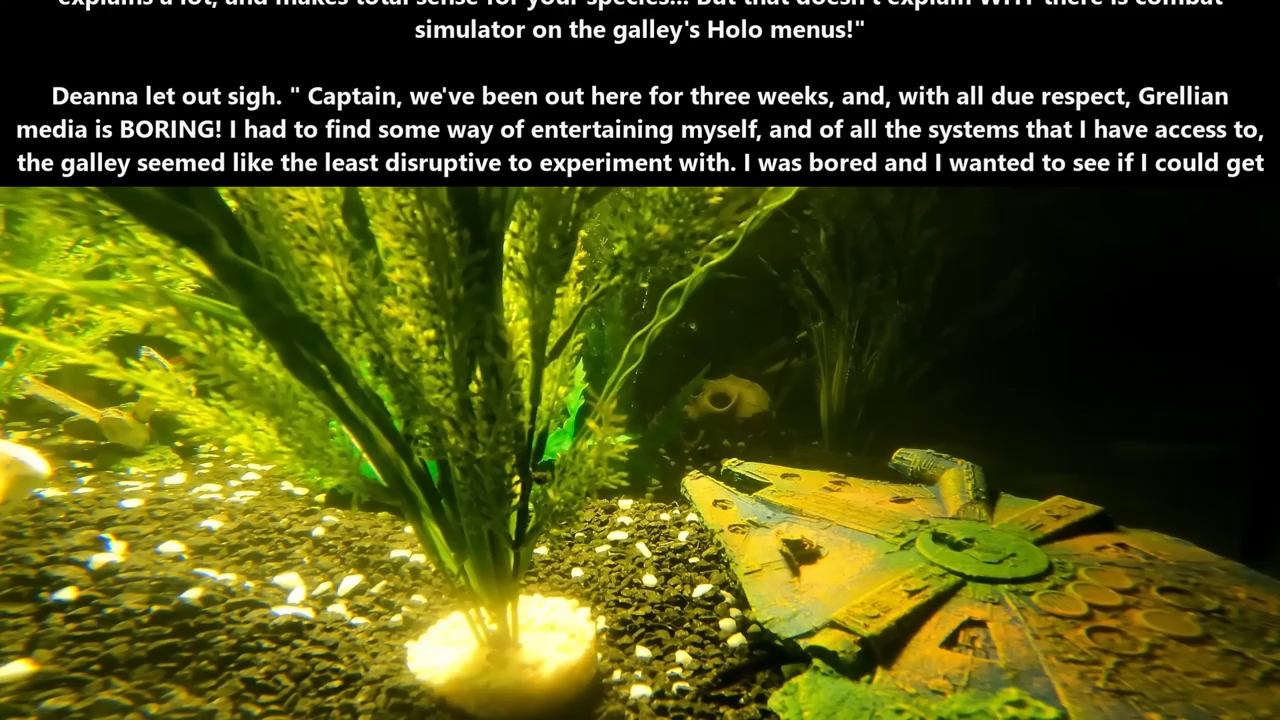 simulator on the galley's Holo menus!"
Deanna let out sigh. " Captain, we've been out here for three weeks, and, with all due respect, Grellian
media is BORING! I had to find some way of entertaining myself, and of all the systems that I have access to,
the galley seemed like the least disruptive to experiment with. I was bored and I wanted to see if I could get